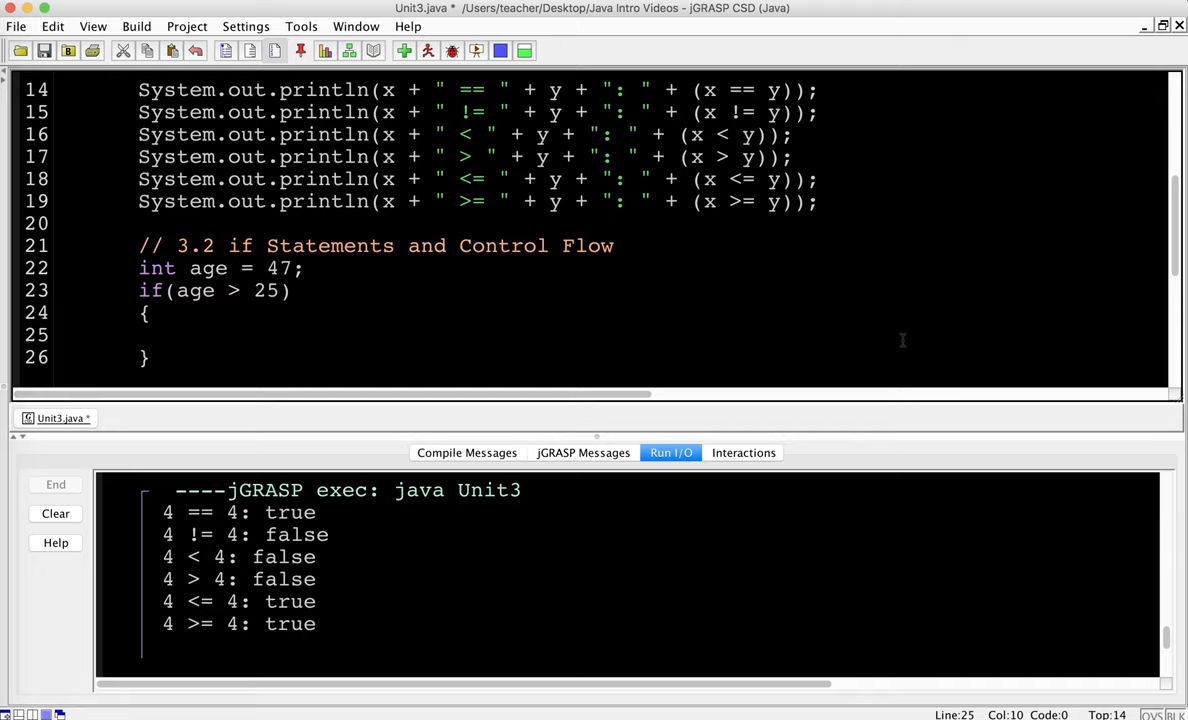 Unit3.java * /Users/teacher/Desktop/Java Intro Videos - jGRASP CSD (Java)
File Edit View Build Project Settings Tools Window Help
14 System.out.println(x + " == " + y + ": " + (x == y));
15 System.out.println(x + " != " + y + ": " + (x != y));
16 System.out.println(x + " < " + y + ": " + (x < y));
17 System.out.println(x + " > " + y + ": " + (x > y));
18 System.out.println(x + " <= " + y + ": " + (x <= y));
19 System.out.println(x + " >= " + y + ": " + (x >= y));
20
21 // 3.2 if Statements and Control Flow
22 int age = 47;
23 if(age > 25)
24 {
25
26 }
Unit3.java *
Compile Messages jGRASP Messages Run I/O Interactions
End
Clear
Help
----jGRASP exec: java Unit3
4 == 4: true
4 != 4: false
4 < 4: false
4 > 4: false
4 <= 4: true
4 >= 4: true
Line:25 Col:10 Code:0 Top:14 OVS BLK